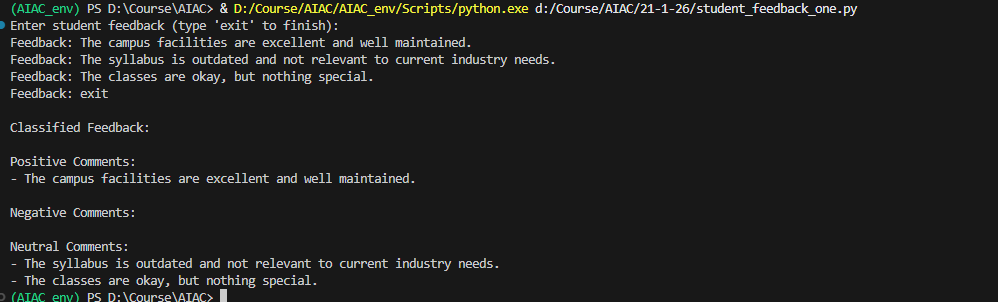 (AIAC_env) PS D:\Course\AIAC> & D:/Course/AIAC/AIAC_env/Scripts/python.exe d:/Course/AIAC/21-1-26/student_feedback_one.py
Enter student feedback (type 'exit' to finish):
Feedback: The campus facilities are excellent and well maintained.
Feedback: The syllabus is outdated and not relevant to current industry needs.
Feedback: The classes are okay, but nothing special.
Feedback: exit
Classified Feedback:
Positive Comments:
- The campus facilities are excellent and well maintained.
Negative Comments:
Neutral Comments:
- The syllabus is outdated and not relevant to current industry needs.
- The classes are okay, but nothing special.
(AIAC_env) PS D:\Course\AIAC>